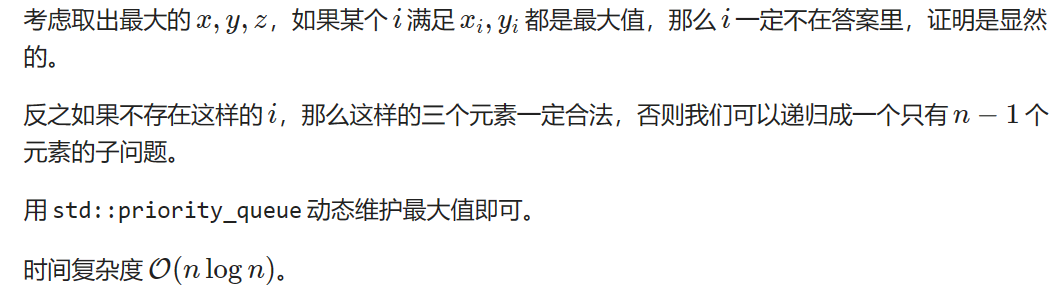 考虑取出最大的 x, y, z，如果某个 i 满足 xᵢ, yᵢ 都是最大值，那么 i 一定不在答案里，证明是显然
的。
反之如果不存在这样的 i，那么这样的三个元素一定合法，否则我们可以递归成一个只有 n − 1 个
元素的子问题。
用 std::priority_queue 动态维护最大值即可。
时间复杂度 𝒪(n log n)。